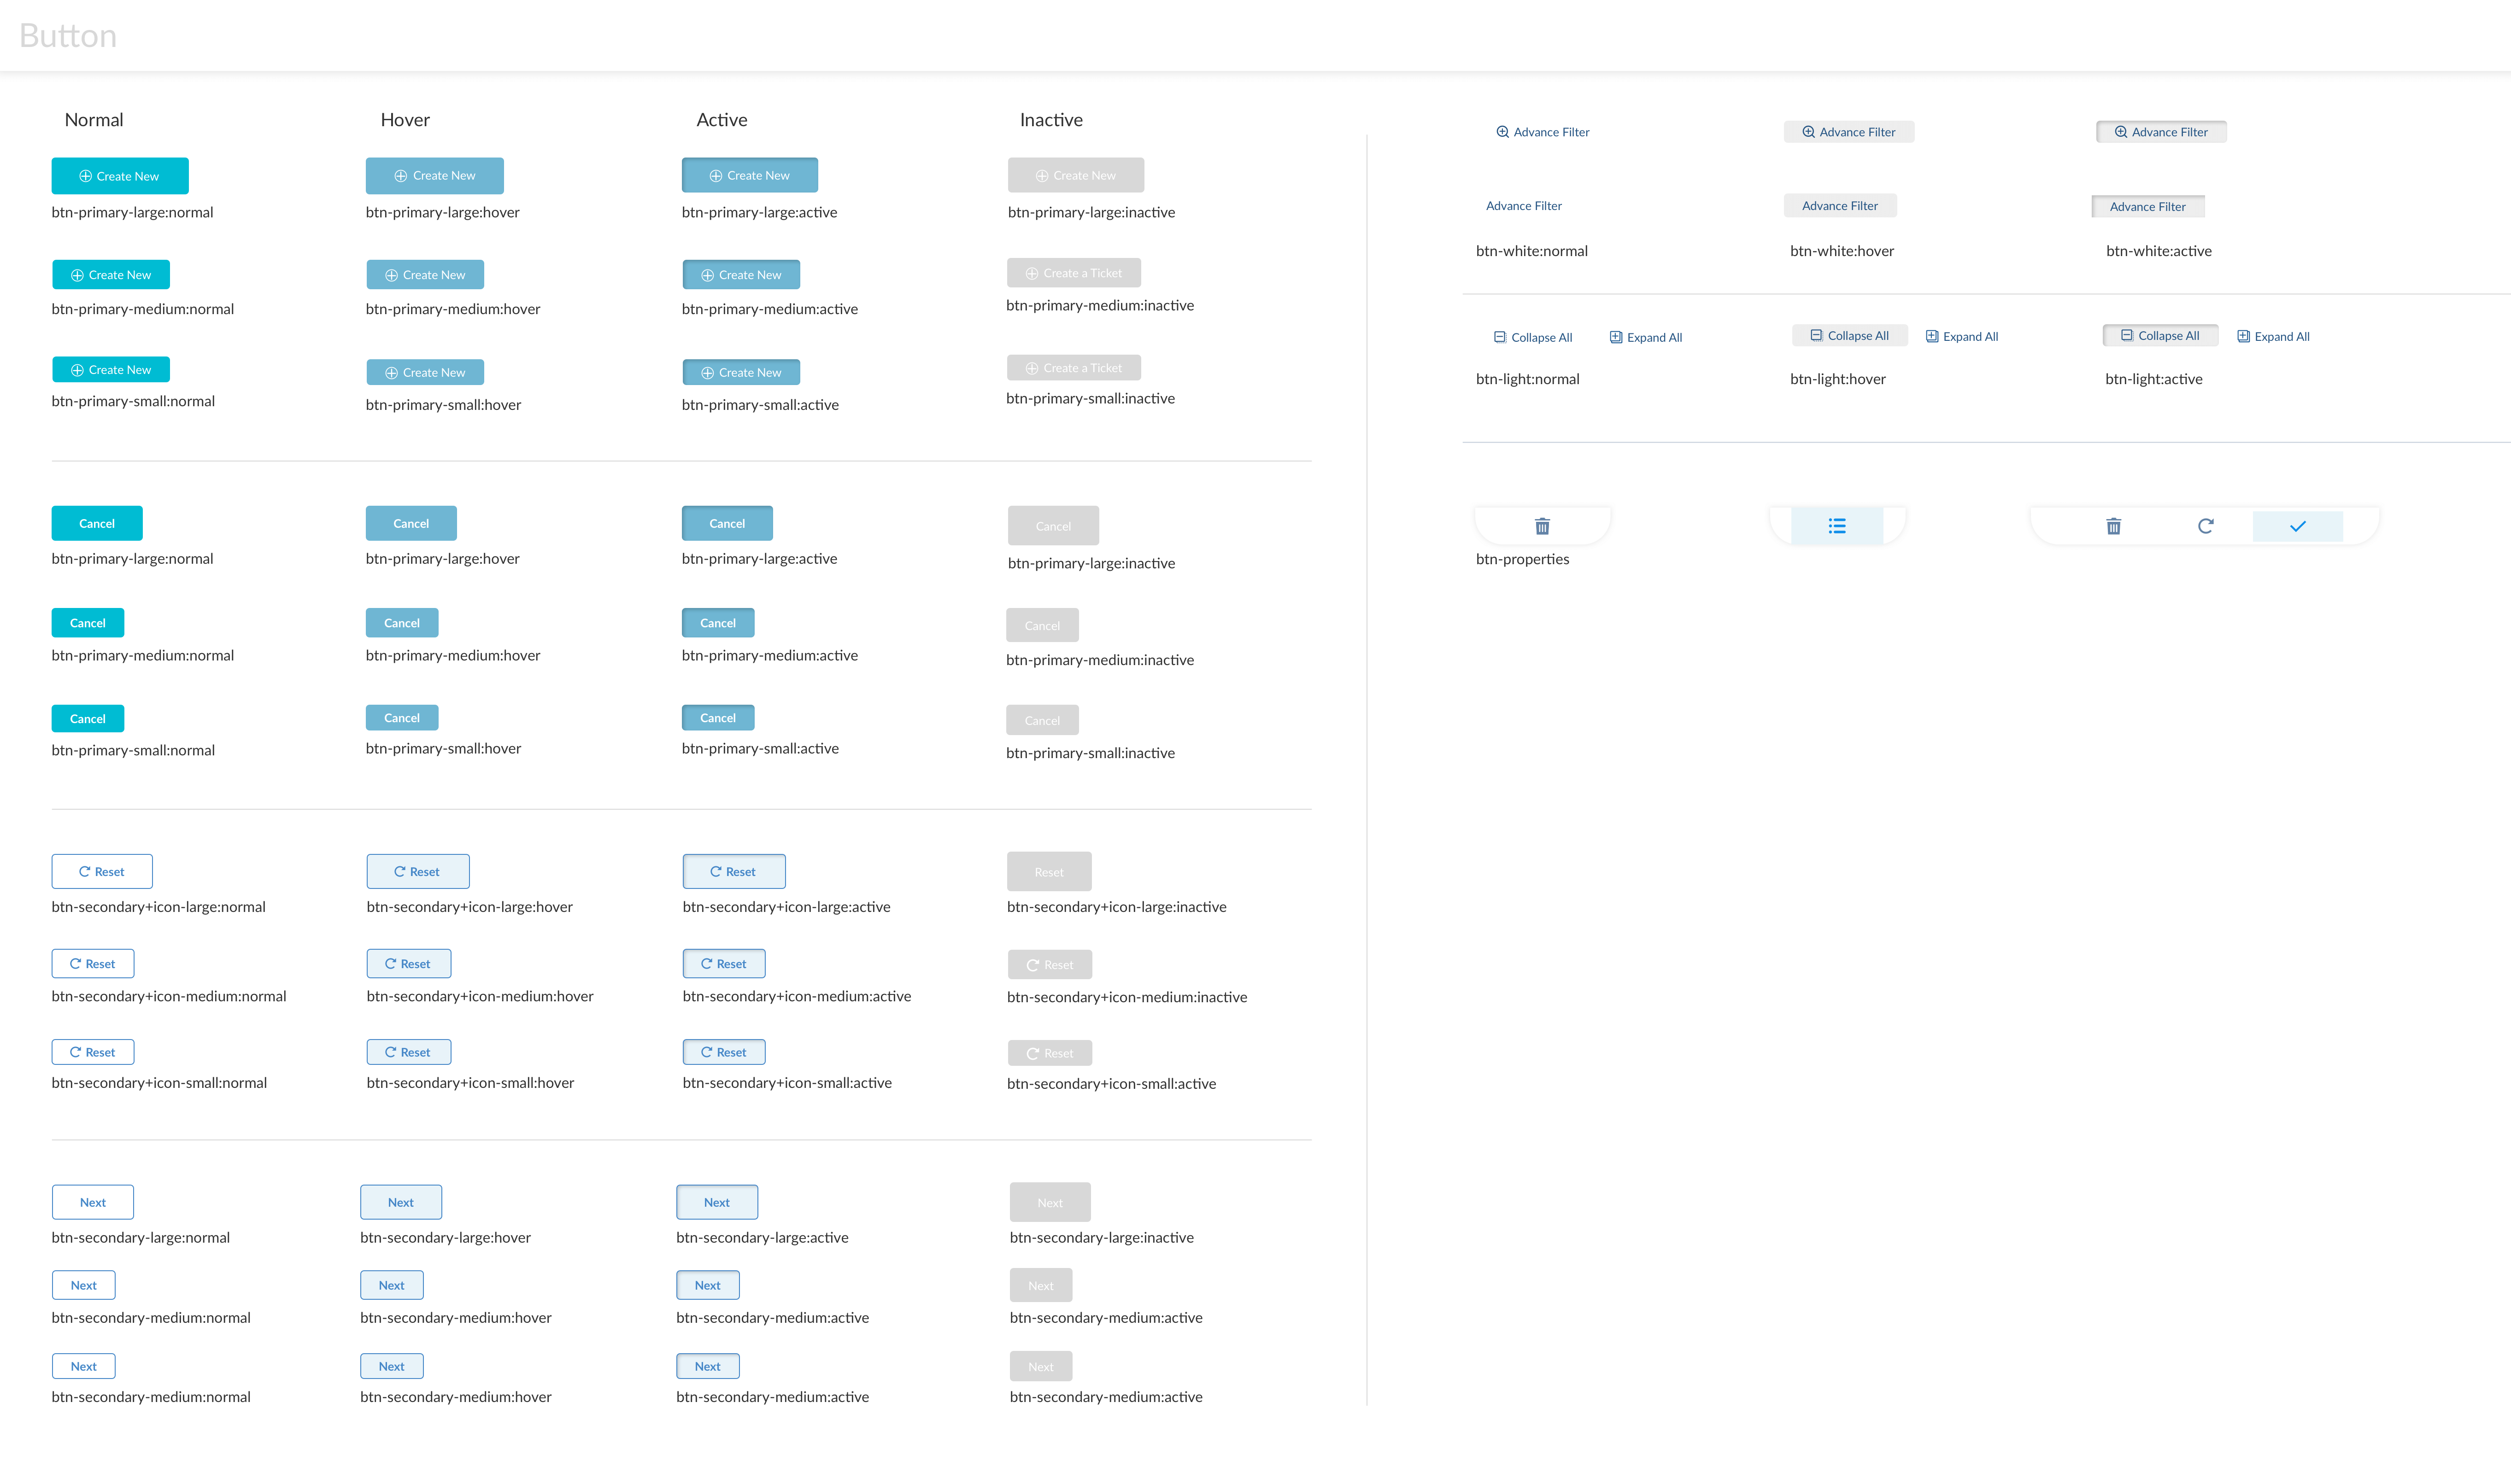 Button
Normal Hover Active Inactive
Create New Create New Create New Create New
btn-primary-large:normal btn-primary-large:hover btn-primary-large:active btn-primary-large:inactive
Create New Create New Create New Create a Ticket
btn-primary-medium:normal btn-primary-medium:hover btn-primary-medium:active btn-primary-medium:inactive
Create New Create New Create New Create a Ticket
btn-primary-small:normal btn-primary-small:hover btn-primary-small:active btn-primary-small:inactive
Cancel Cancel Cancel Cancel
btn-primary-large:normal btn-primary-large:hover btn-primary-large:active btn-primary-large:inactive
Cancel Cancel Cancel Cancel
btn-primary-medium:normal btn-primary-medium:hover btn-primary-medium:active btn-primary-medium:inactive
Cancel Cancel Cancel Cancel
btn-primary-small:normal btn-primary-small:hover btn-primary-small:active btn-primary-small:inactive
Reset Reset Reset Reset
btn-secondary+icon-large:normal btn-secondary+icon-large:hover btn-secondary+icon-large:active btn-secondary+icon-large:inactive
Reset Reset Reset Reset
btn-secondary+icon-medium:normal btn-secondary+icon-medium:hover btn-secondary+icon-medium:active btn-secondary+icon-medium:inactive
Reset Reset Reset Reset
btn-secondary+icon-small:normal btn-secondary+icon-small:hover btn-secondary+icon-small:active btn-secondary+icon-small:active
Next Next Next Next
btn-secondary-large:normal btn-secondary-large:hover btn-secondary-large:active btn-secondary-large:inactive
Next Next Next Next
btn-secondary-medium:normal btn-secondary-medium:hover btn-secondary-medium:active btn-secondary-medium:active
Next Next Next Next
btn-secondary-medium:normal btn-secondary-medium:hover btn-secondary-medium:active btn-secondary-medium:active
Advance Filter Advance Filter Advance Filter
Advance Filter Advance Filter Advance Filter
btn-white:normal btn-white:hover btn-white:active
Collapse All Expand All Collapse All Expand All Collapse All Expand All
btn-light:normal btn-light:hover btn-light:active
btn-properties